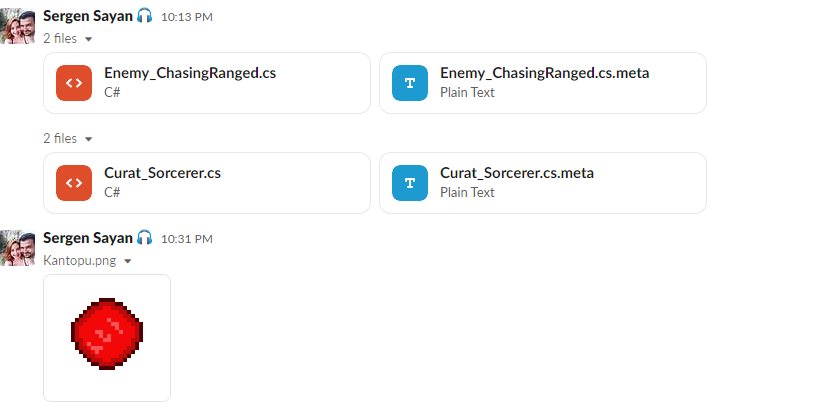 Sergen Sayan 10:13 PM
2 files
Enemy_ChasingRanged.cs
C#
Enemy_ChasingRanged.cs.meta
Plain Text
2 files
Curat_Sorcerer.cs
C#
Curat_Sorcerer.cs.meta
Plain Text
Sergen Sayan 10:31 PM
Kantopu.png